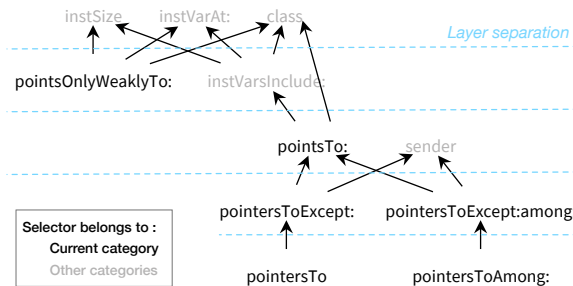 instSize instVarAt: class
Layer separation
pointsOnlyWeaklyTo: instVarsInclude:
pointsTo: sender
pointersToExcept: pointersToExcept:among
Selector belongs to :
Current category
Other categories
pointersTo pointersToAmong: